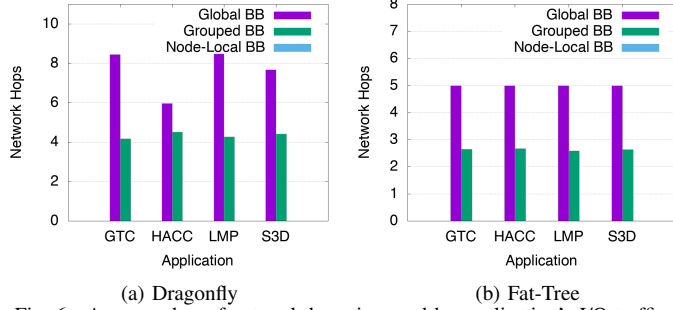 Global BB
Grouped BB
Node-Local BB
10
8
6
4
2
0
Network Hops
GTC HACC LMP S3D
Application
(a) Dragonfly
Global BB
Grouped BB
Node-Local BB
8
7
6
5
4
3
2
1
0
Network Hops
GTC HACC LMP S3D
Application
(b) Fat-Tree